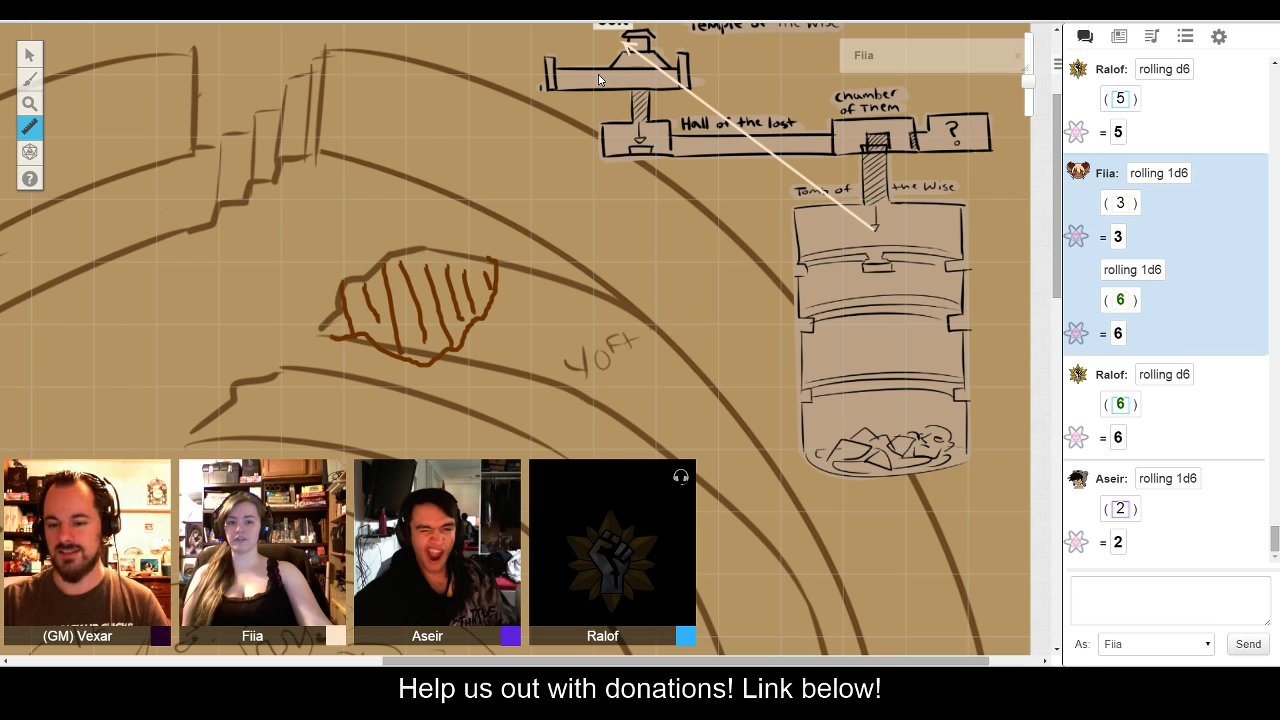 Temple of The Wise
Fiia
Chamber
of Them
Hall of the lost
?
Tomb of the Wise
40ft
(GM) Vexar
Fiia
Aseir
Ralof
Ralof: rolling d6
( 5 )
= 5
Fiia: rolling 1d6
( 3 )
= 3
rolling 1d6
( 6 )
= 6
Ralof: rolling d6
( 6 )
= 6
Aseir: rolling 1d6
( 2 )
= 2
As: Fiia Send
Help us out with donations! Link below!